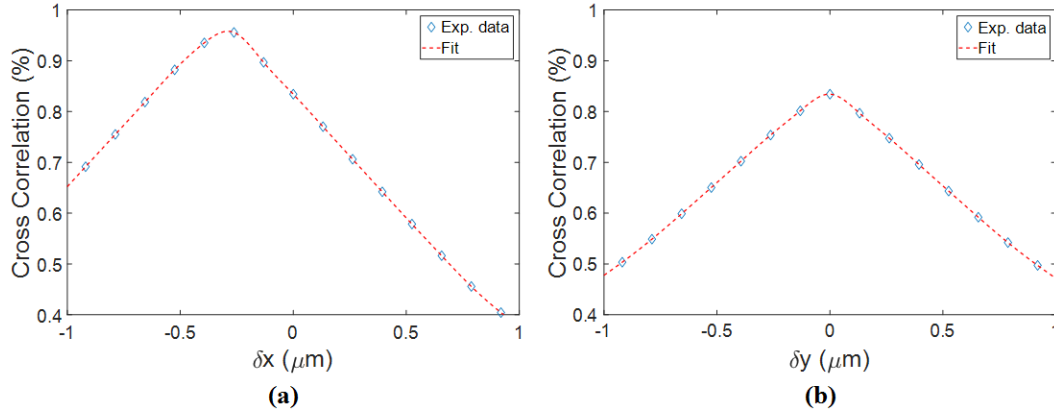 1
0.9
0.8
0.7
0.6
0.5
0.4
Cross Correlation (%)
-1 -0.5 0 0.5 1
δx (μm)
Exp. data
Fit
(a)
1
0.9
0.8
0.7
0.6
0.5
0.4
Cross Correlation (%)
-1 -0.5 0 0.5 1
δy (μm)
Exp. data
Fit
(b)